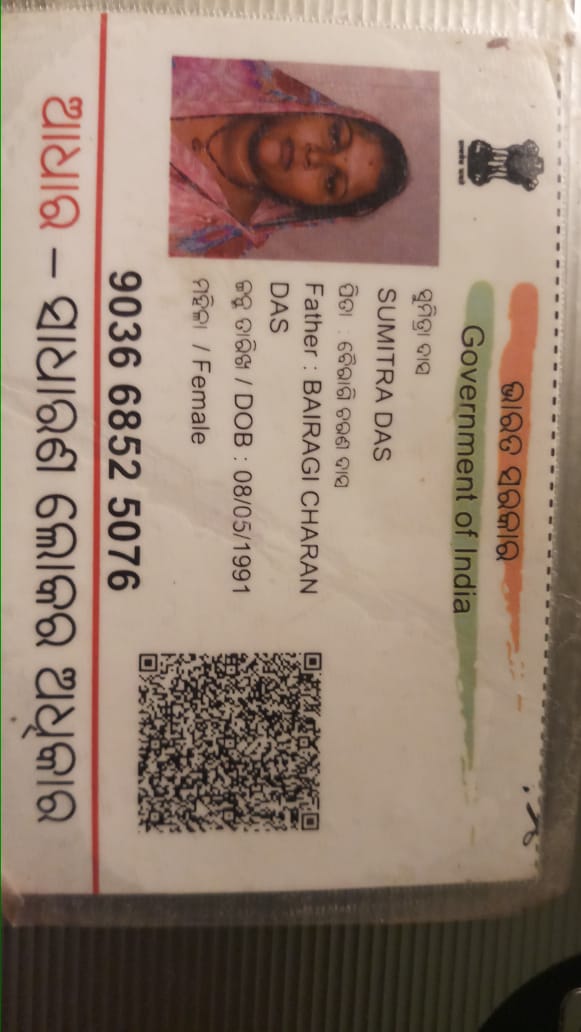 ଭାରତ ସରକାର
Government of India
ସୁମିତ୍ରା ଦାସ
SUMITRA DAS
ପିତା : ବୈରାଗି ଚରଣ ଦାସ
Father : BAIRAGI CHARAN
DAS
ଜନ୍ମ ତାରିଖ / DOB : 08/05/1991
ମହିଳା / Female
9036 6852 5076
ଆଧାର – ସାଧାରଣ ଲୋକର ଅଧିକାର